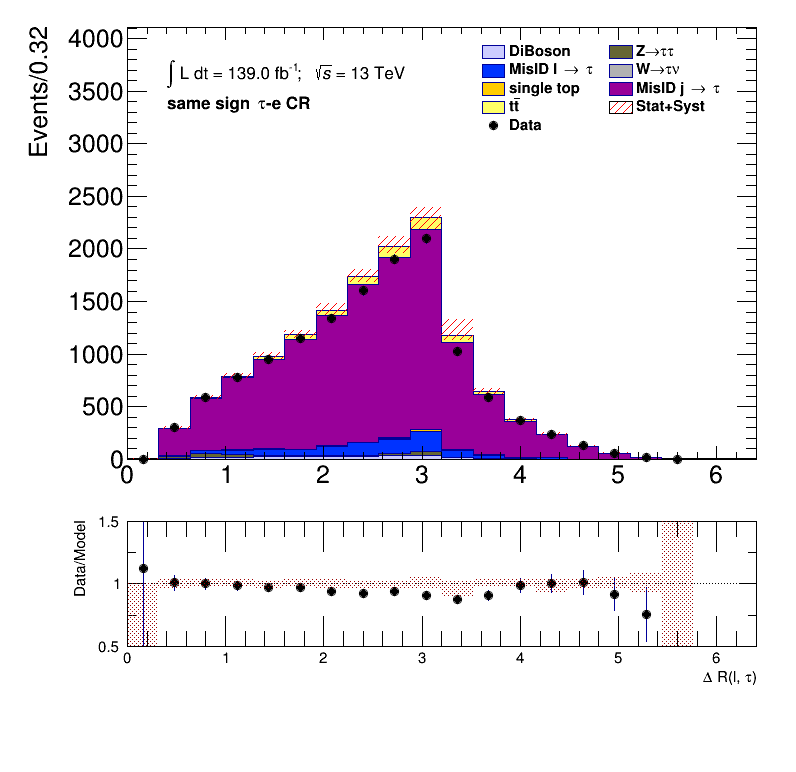 Events/0.32
4000
3500
3000
2500
2000
1500
1000
500
0
∫ L dt = 139.0 fb⁻¹; √s = 13 TeV
same sign τ-e CR
DiBoson
MisID l → τ
single top
tt̄
Data
Z→ττ
W→τν
MisID j → τ
Stat+Syst
0 1 2 3 4 5 6
Data/Model
1.5
1
0.5
0 1 2 3 4 5 6
Δ R(l, τ)